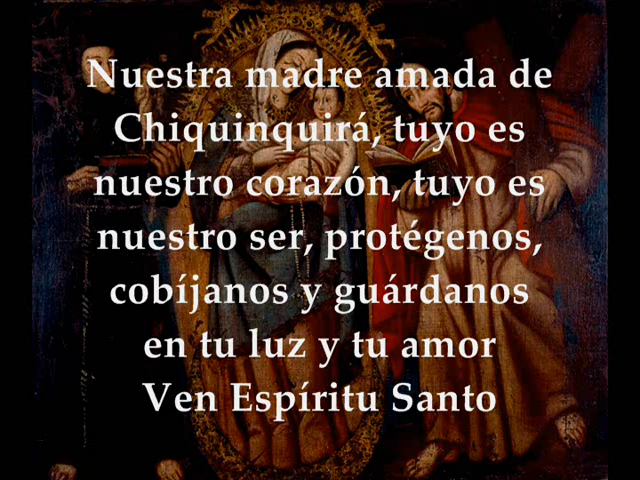 Nuestra madre amada de
Chiquinquirá, tuyo es
nuestro corazón, tuyo es
nuestro ser, protégenos,
cobíjanos y guárdanos
en tu luz y tu amor
Ven Espíritu Santo